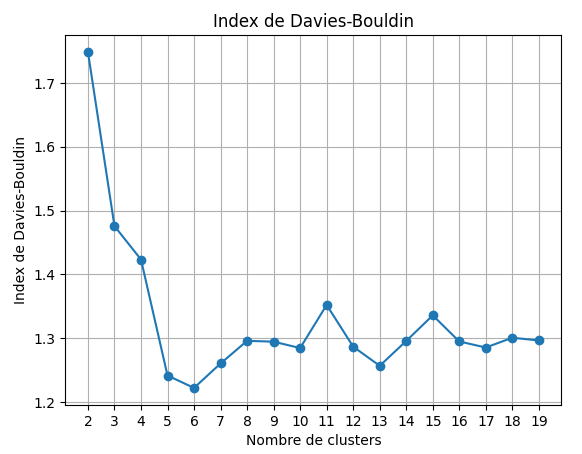 Index de Davies-Bouldin
Index de Davies-Bouldin
1.7
1.6
1.5
1.4
1.3
1.2
2 3 4 5 6 7 8 9 10 11 12 13 14 15 16 17 18 19
Nombre de clusters